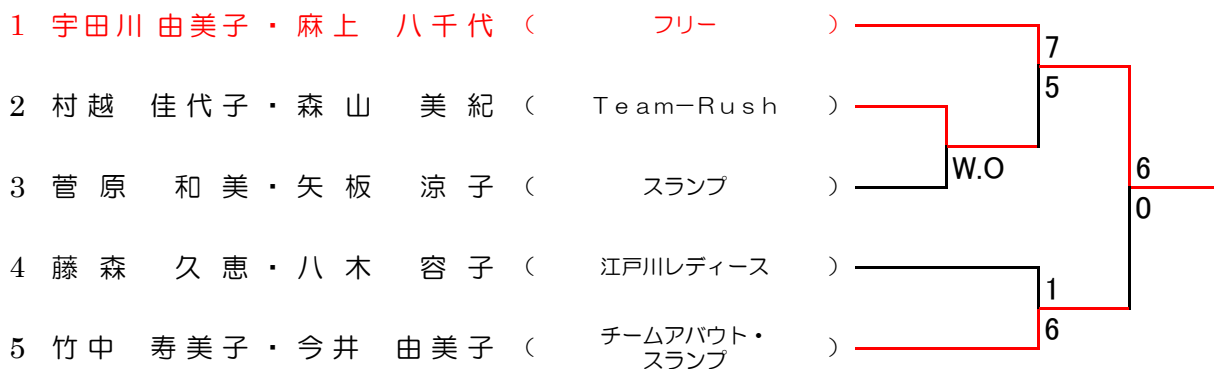 1 宇田川 由美子・麻上 八千代 （ フリー ）
7
5
2 村越 佳代子・森山 美紀 （ Ｔｅａｍ－Ｒｕｓｈ ）
W.O
3 菅原 和美・矢板 涼子 （ スランプ ）
6
0
4 藤森 久恵・八木 容子 （ 江戸川レディース ）
1
6
5 竹中 寿美子・今井 由美子 （ チームアバウト・
スランプ ）